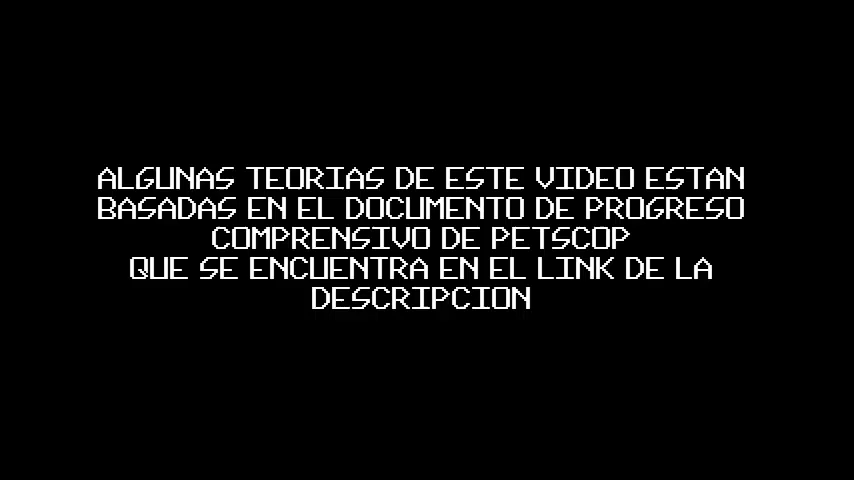 ALGUNAS TEORIAS DE ESTE VIDEO ESTAN
BASADAS EN EL DOCUMENTO DE PROGRESO
COMPRENSIVO DE PETSCOP
QUE SE ENCUENTRA EN EL LINK DE LA
DESCRIPCION